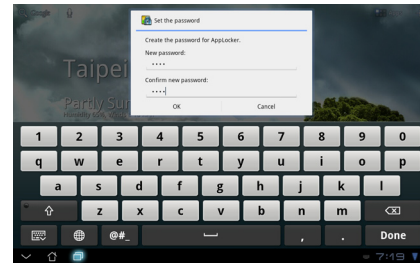 Set the password
Create the password for AppLocker.
New password:
····
Confirm new password:
····
OK Cancel
Taipei
Partly Sun
1 2 3 4 5 6 7 8 9 0
q w e r t y u i o p
a s d f g h j k l
z x c v b n m
@#_ , . Done
7:49